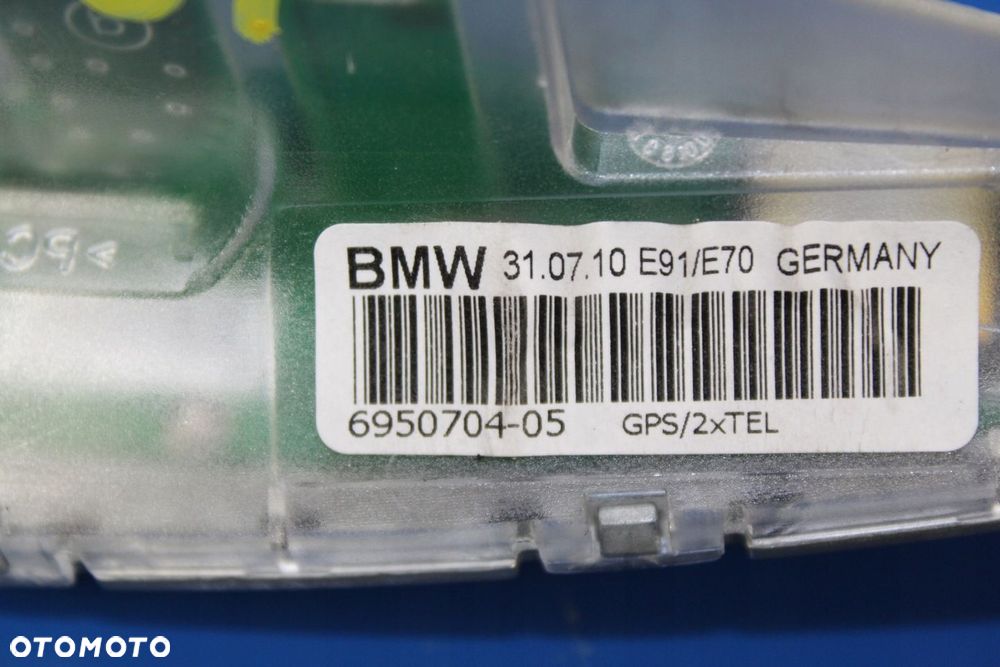 BMW 31.07.10 E91/E70 GERMANY
6950704-05 GPS/2xTEL
OTOMOTO